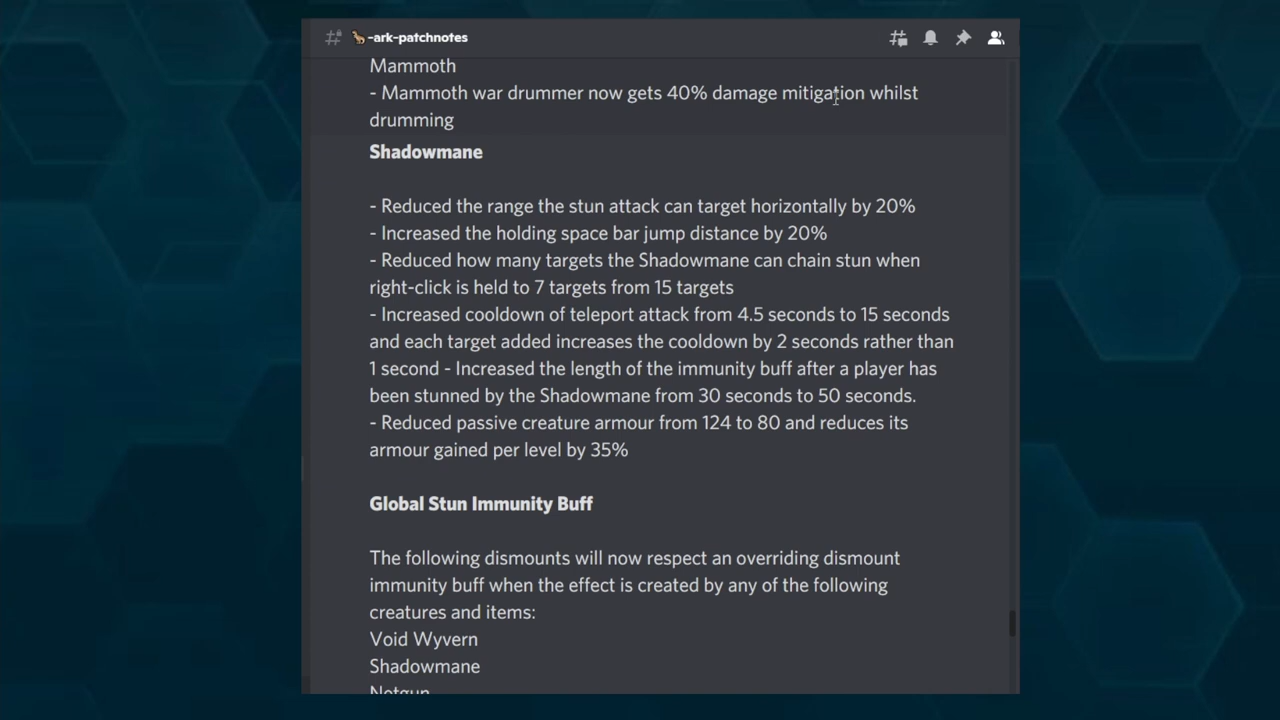 -ark-patchnotes
Mammoth
- Mammoth war drummer now gets 40% damage mitigation whilst
drumming
Shadowmane
- Reduced the range the stun attack can target horizontally by 20%
- Increased the holding space bar jump distance by 20%
- Reduced how many targets the Shadowmane can chain stun when
right-click is held to 7 targets from 15 targets
- Increased cooldown of teleport attack from 4.5 seconds to 15 seconds
and each target added increases the cooldown by 2 seconds rather than
1 second - Increased the length of the immunity buff after a player has
been stunned by the Shadowmane from 30 seconds to 50 seconds.
- Reduced passive creature armour from 124 to 80 and reduces its
armour gained per level by 35%
Global Stun Immunity Buff
The following dismounts will now respect an overriding dismount
immunity buff when the effect is created by any of the following
creatures and items:
Void Wyvern
Shadowmane
Netgun